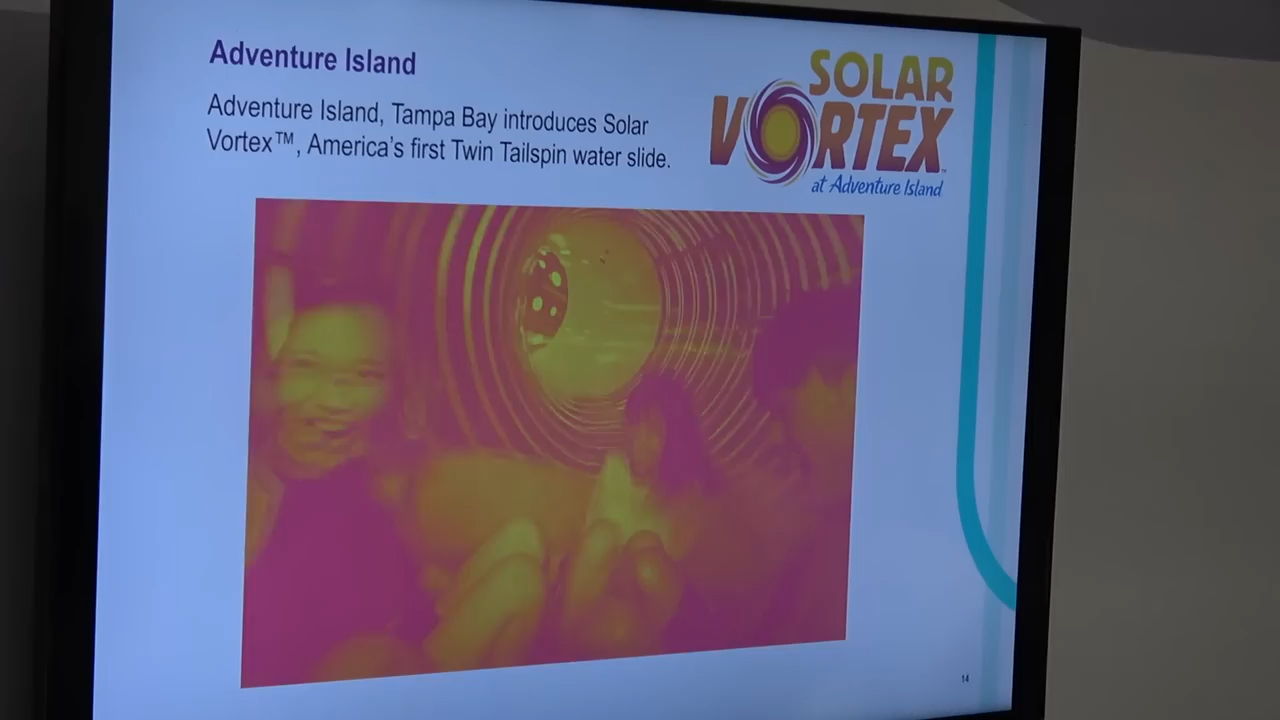 Adventure Island
Adventure Island, Tampa Bay introduces Solar
Vortex™, America's first Twin Tailspin water slide.
SOLAR
VORTEX™
at Adventure Island
14